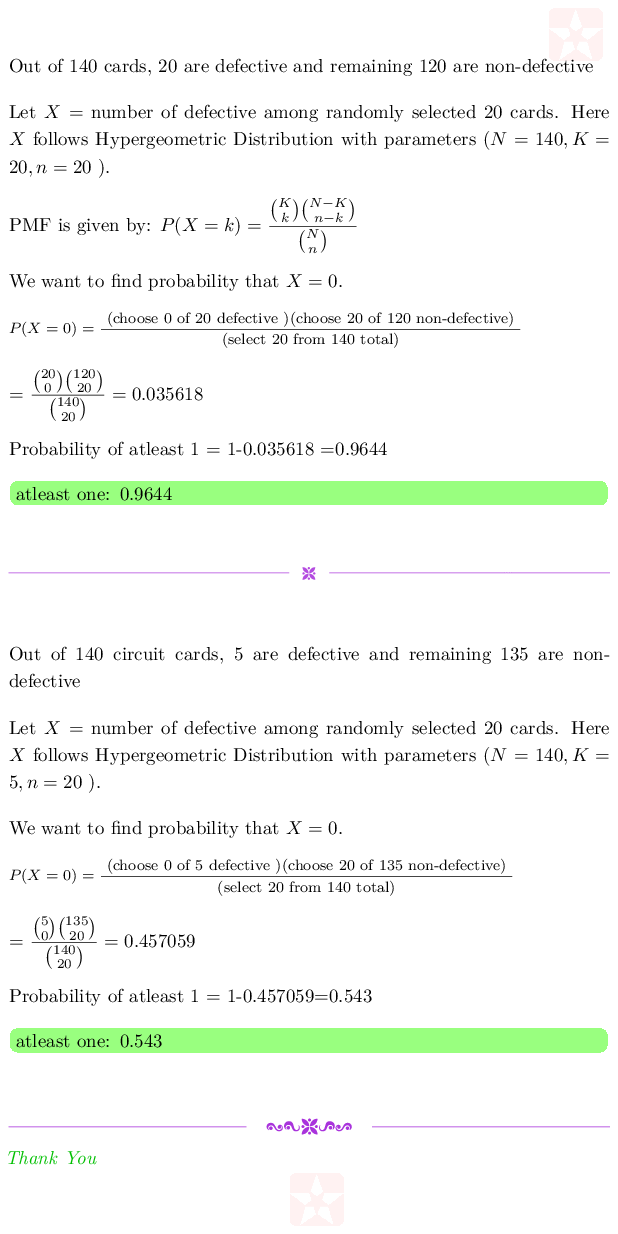 Out of 140 cards, 20 are defective and remaining 120 are non-defective
Let X = number of defective among randomly selected 20 cards. Here
X follows Hypergeometric Distribution with parameters (N = 140, K =
20, n = 20 ).
PMF is given by: P(X = k) = \frac{\binom{K}{k}\binom{N-K}{n-k}}{\binom{N}{n}}
We want to find probability that X = 0.
P(X = 0) = \frac{(choose 0 of 20 defective )(choose 20 of 120 non-defective)}{(select 20 from 140 total)}
= \frac{\binom{20}{0}\binom{120}{20}}{\binom{140}{20}} = 0.035618
Probability of atleast 1 = 1-0.035618 =0.9644
atleast one: 0.9644
Out of 140 circuit cards, 5 are defective and remaining 135 are non-
defective
Let X = number of defective among randomly selected 20 cards. Here
X follows Hypergeometric Distribution with parameters (N = 140, K =
5, n = 20 ).
We want to find probability that X = 0.
P(X = 0) = \frac{(choose 0 of 5 defective )(choose 20 of 135 non-defective)}{(select 20 from 140 total)}
= \frac{\binom{5}{0}\binom{135}{20}}{\binom{140}{20}} = 0.457059
Probability of atleast 1 = 1-0.457059=0.543
atleast one: 0.543
Thank You